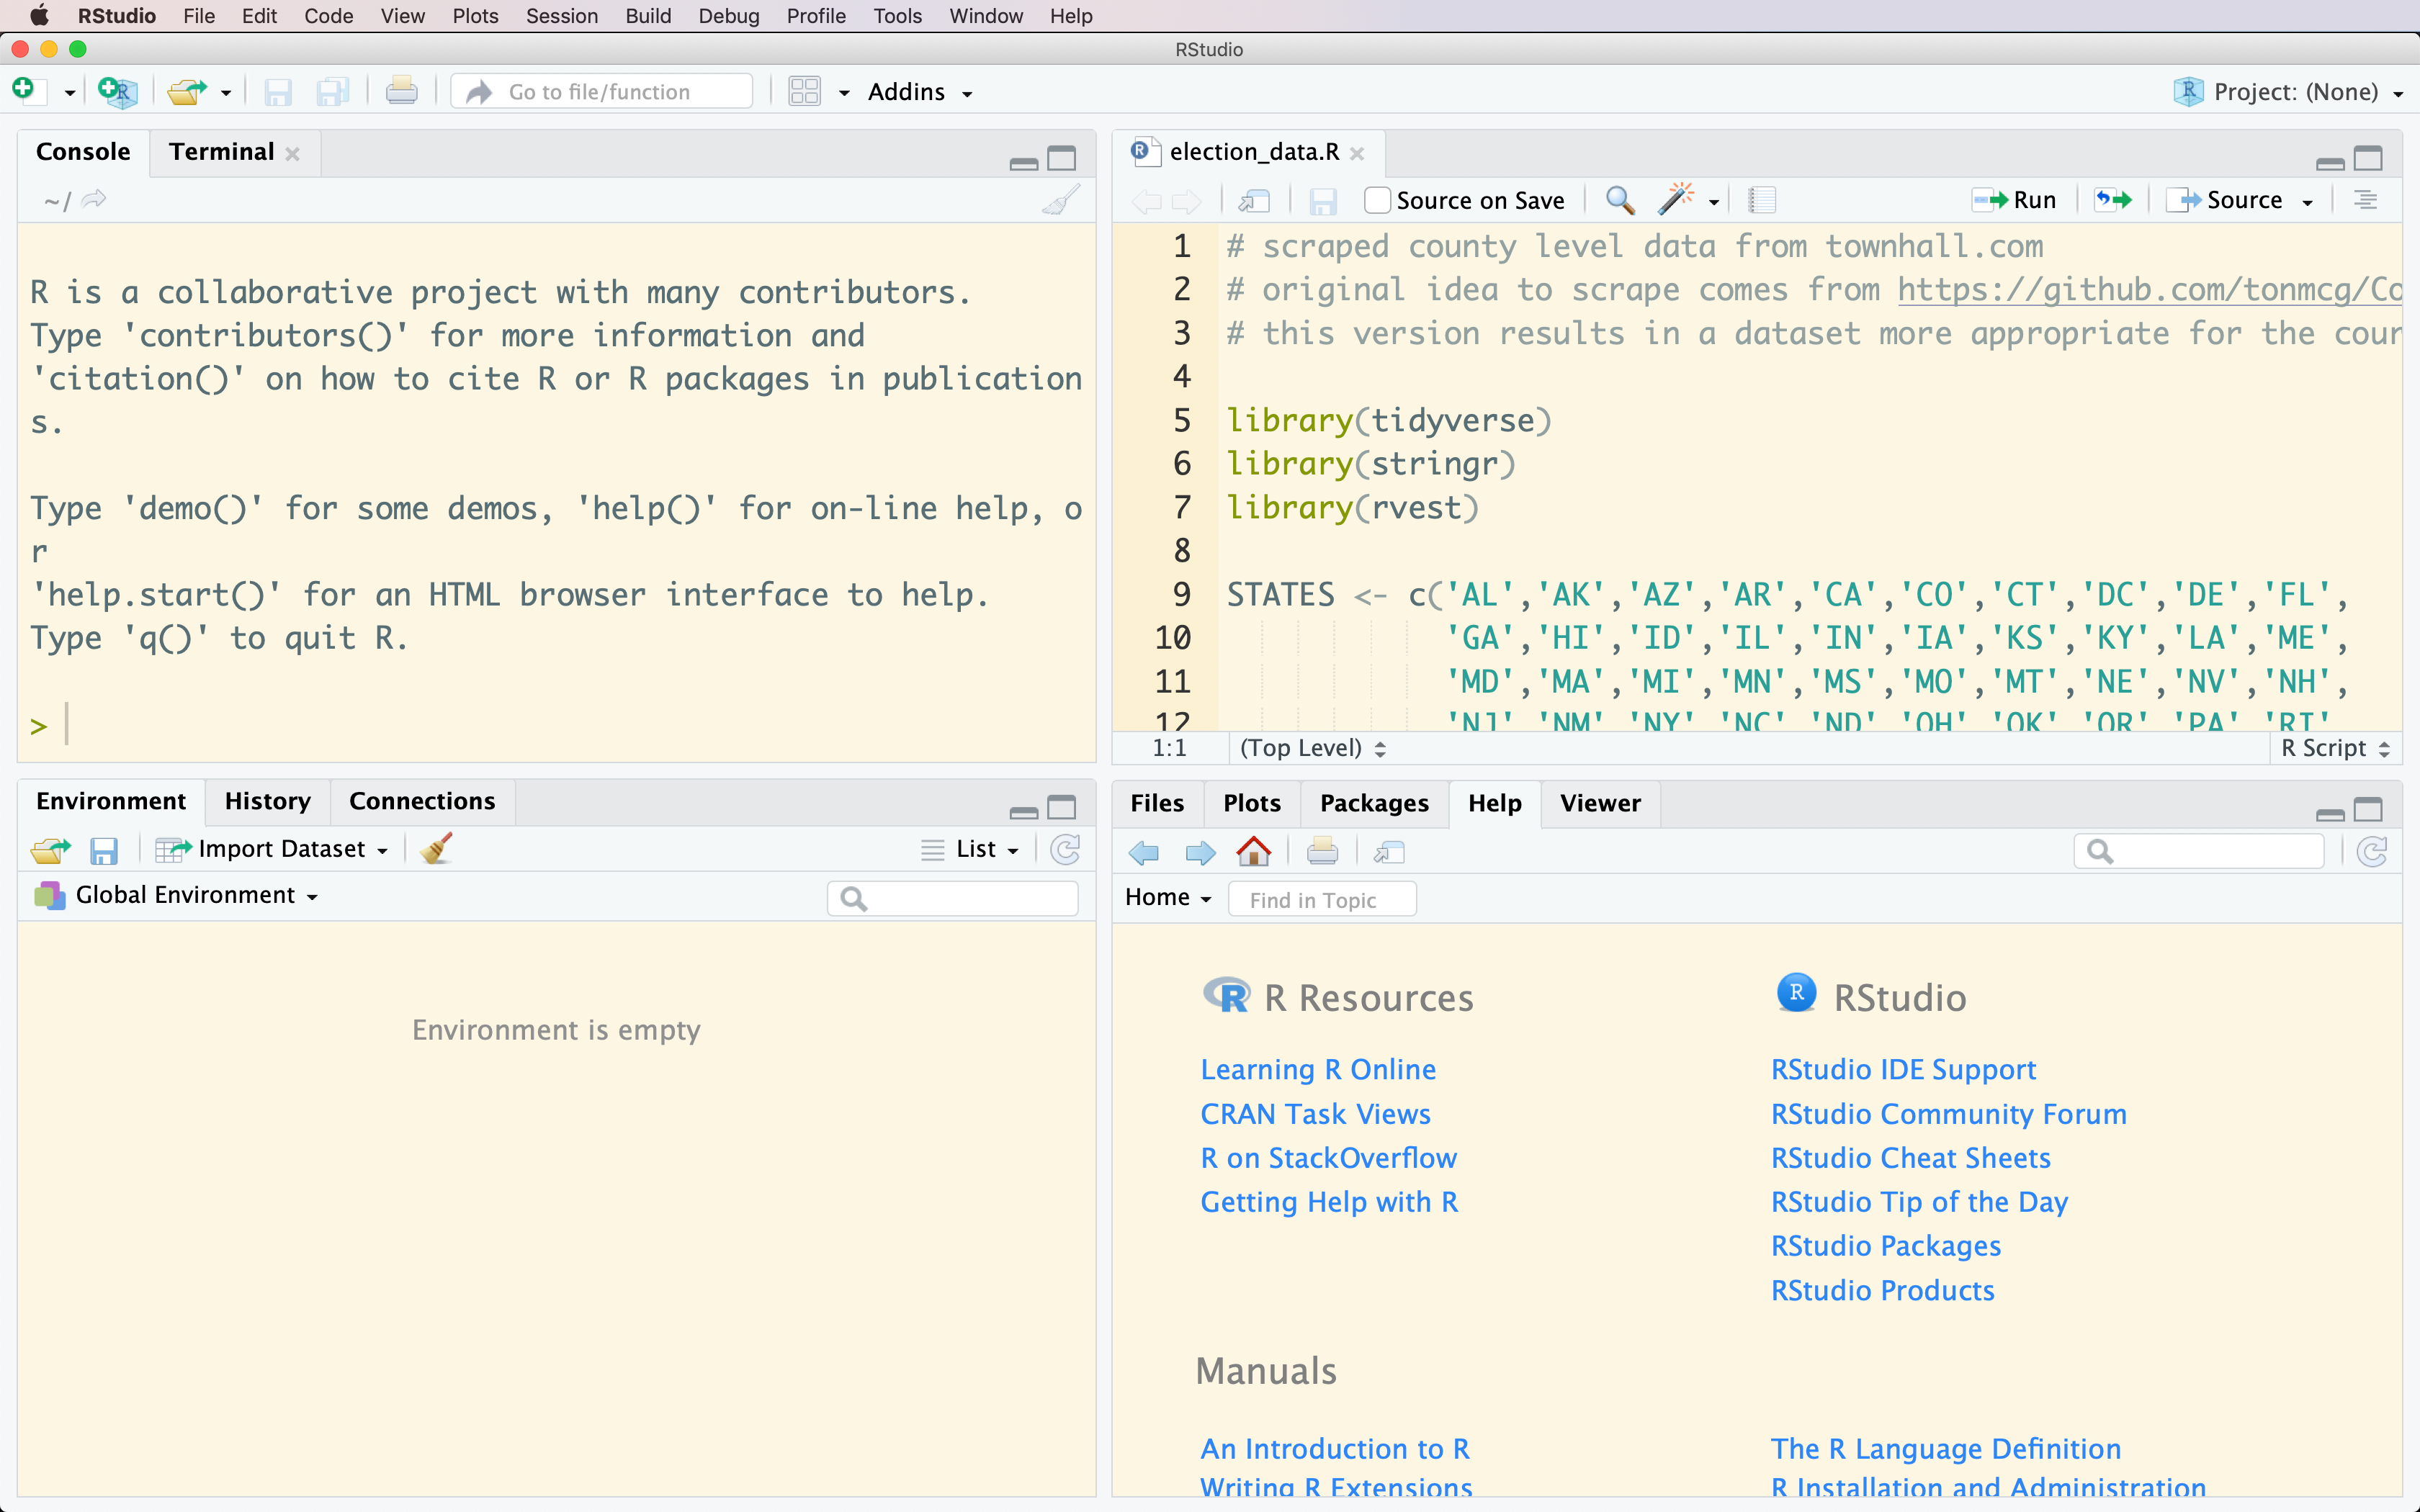 RStudio File Edit Code View Plots Session Build Debug Profile Tools Window Help
RStudio
Go to file/function
Addins
Project: (None)
Console Terminal
~/
R is a collaborative project with many contributors.
Type 'contributors()' for more information and
'citation()' on how to cite R or R packages in publication
s.
Type 'demo()' for some demos, 'help()' for on-line help, o
r
'help.start()' for an HTML browser interface to help.
Type 'q()' to quit R.
>
election_data.R
Source on Save
Run
Source
1 # scraped county level data from townhall.com
2 # original idea to scrape comes from https://github.com/tonmcg/Co
3 # this version results in a dataset more appropriate for the cour
4
5 library(tidyverse)
6 library(stringr)
7 library(rvest)
8
9 STATES <- c('AL','AK','AZ','AR','CA','CO','CT','DC','DE','FL',
10 'GA','HI','ID','IL','IN','IA','KS','KY','LA','ME',
11 'MD','MA','MI','MN','MS','MO','MT','NE','NV','NH',
12 'NJ','NM','NY','NC','ND','OH','OK','OR','PA','RI',
1:1 (Top Level) R Script
Environment History Connections
Import Dataset
List
Global Environment
Environment is empty
Files Plots Packages Help Viewer
Home Find in Topic
R Resources
Learning R Online
CRAN Task Views
R on StackOverflow
Getting Help with R
R RStudio
RStudio IDE Support
RStudio Community Forum
RStudio Cheat Sheets
RStudio Tip of the Day
RStudio Packages
RStudio Products
Manuals
An Introduction to R
The R Language Definition
Writing R Extensions
R Installation and Administration